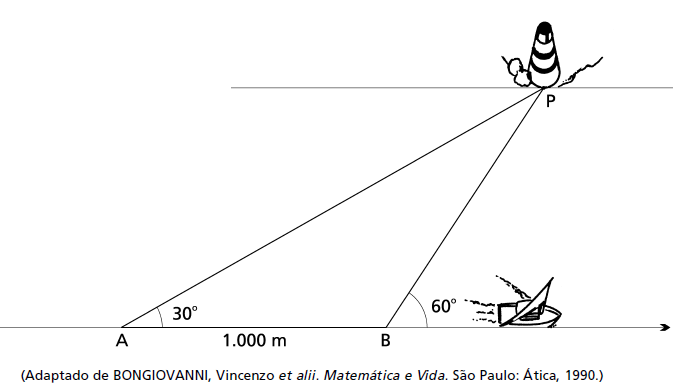 P
30°
60°
A
1.000 m
B
(Adaptado de BONGIOVANNI, Vincenzo et alii. Matemática e Vida. São Paulo: Ática, 1990.)